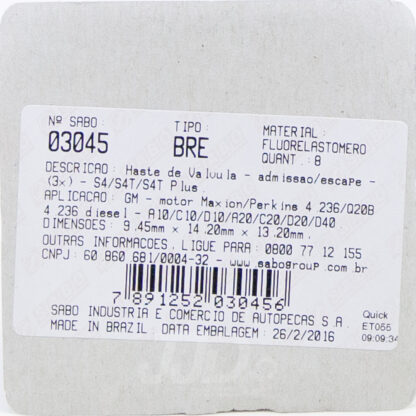 Nº SABO: TIPO: MATERIAL:
03045 BRE FLUORELASTOMERO
QUANT.: 8
DESCRICAO: Haste de Valvula - admissao/escape -
(3x) - S4/S4T/S4T Plus.
APLICACAO: GM - motor Maxion/Perkins 4.236/Q20B
4.236 diesel - A10/C10/D10/A20/C20/D20/D40
DIMENSOES: 9.45mm x 14.20mm x 13.20mm.
OUTRAS INFORMACOES, LIGUE PARA: 0800 77 12 155
CNPJ: 60.860.681/0004-32 - www.sabogroup.com.br
7 891252 030456
SABO INDUSTRIA E COMERCIO DE AUTOPECAS S.A.
MADE IN BRAZIL. DATA EMBALAGEM: 26/2/2016
Quick
ET055
09:09:34